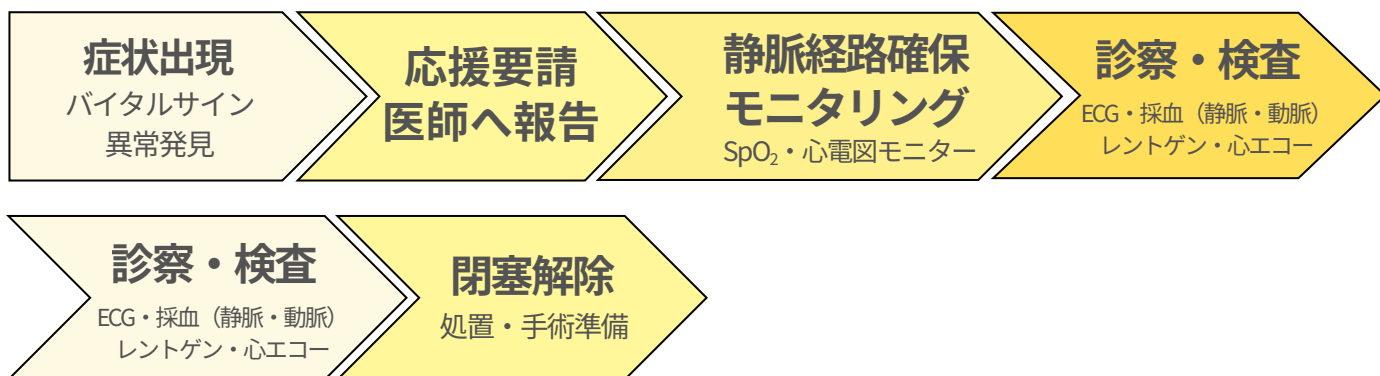 症状出現
バイタルサイン
異常発見
応援要請
医師へ報告
静脈経路確保
モニタリング
SpO₂・心電図モニター
診察・検査
ECG・採血（静脈・動脈）
レントゲン・心エコー
診察・検査
ECG・採血（静脈・動脈）
レントゲン・心エコー
閉塞解除
処置・手術準備